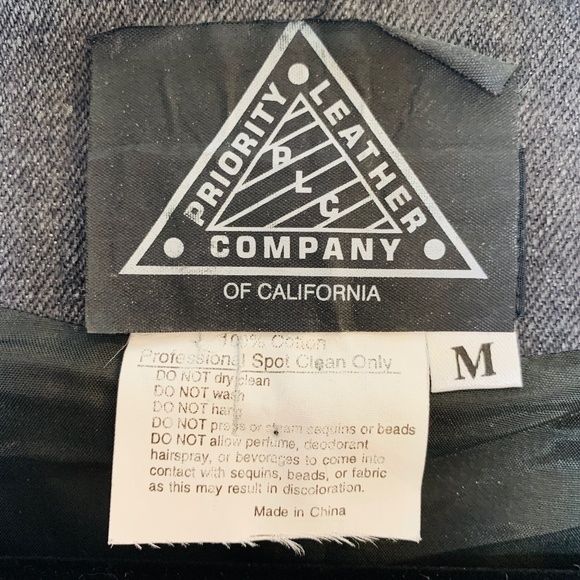 PRIORITY
LEATHER
PLC
COMPANY
OF CALIFORNIA
M
100% Cotton
Professional Spot Clean Only
DO NOT dry clean
DO NOT wash
DO NOT hang
DO NOT press or steam sequins or beads
DO NOT allow perfume, deodorant
hairspray, or beverages to come into
contact with sequins, beads, or fabric
as this may result in discoloration.
Made in China